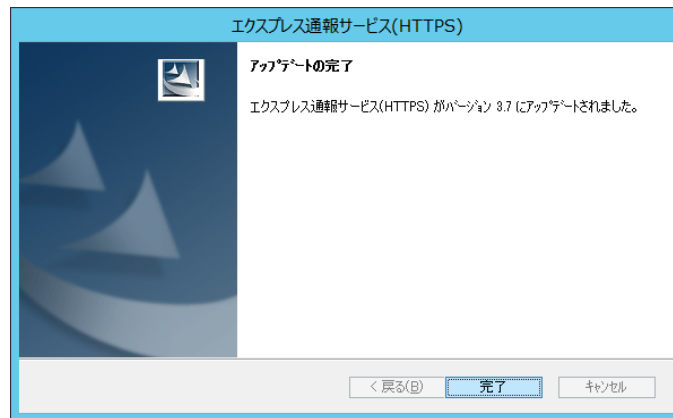 エクスプレス通報サービス(HTTPS)
ｱｯﾌﾟﾃﾞｰﾄの完了
エクスプレス通報サービス(HTTPS) がﾊﾞｰｼﾞｮﾝ 3.7 にｱｯﾌﾟﾃﾞｰﾄされました。
< 戻る(B)
完了
ｷｬﾝｾﾙ